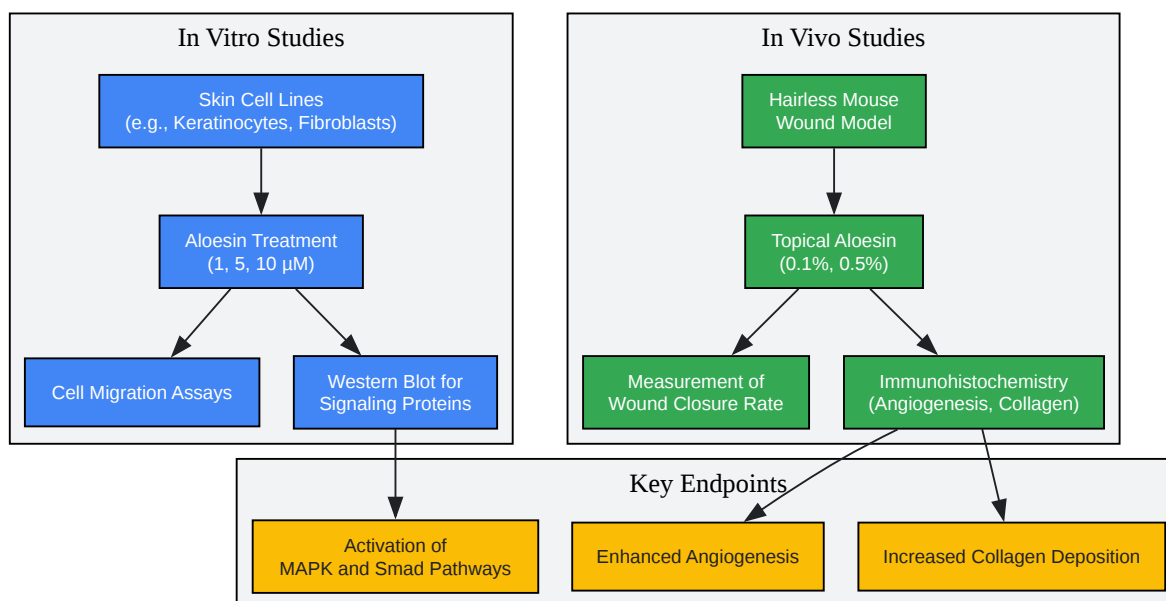 In Vitro Studies
Skin Cell Lines
(e.g., Keratinocytes, Fibroblasts)
Aloesin Treatment
(1, 5, 10 µM)
Cell Migration Assays
Western Blot for
Signaling Proteins
In Vivo Studies
Hairless Mouse
Wound Model
Topical Aloesin
(0.1%, 0.5%)
Measurement of
Wound Closure Rate
Immunohistochemistry
(Angiogenesis, Collagen)
Key Endpoints
Activation of
MAPK and Smad Pathways
Enhanced Angiogenesis
Increased Collagen Deposition